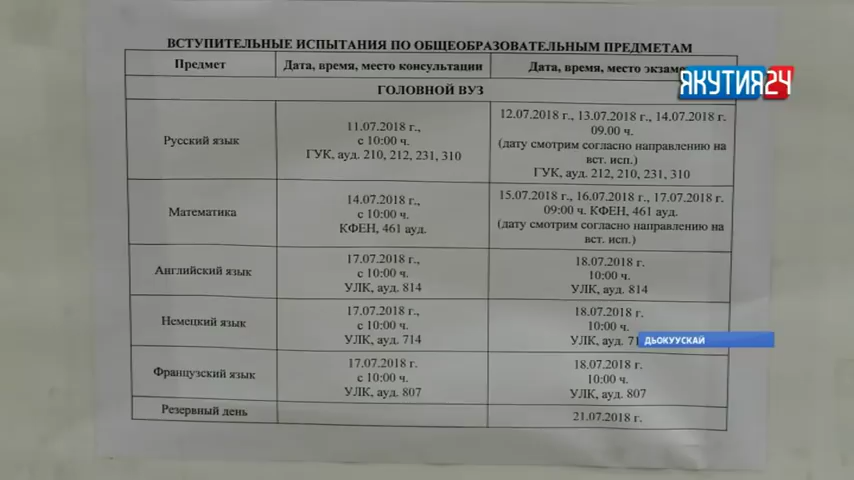 ВСТУПИТЕЛЬНЫЕ ИСПЫТАНИЯ ПО ОБЩЕОБРАЗОВАТЕЛЬНЫМ ПРЕДМЕТАМ
Предмет
Дата, время, место консультации
Дата, время, место
ЯКУТИЯ24
ГОЛОВНОЙ ВУЗ
Русский язык
11.07.2018 г.,
с 10:00 ч.
ГУК, ауд. 210, 212, 231, 310
12.07.2018 г., 13.07.2018 г., 14.07.2018 г.
09.00 ч.
(дату смотрим согласно направлению на
вст. исп.)
ГУК, ауд. 212, 210, 231, 310
Математика
14.07.2018 г.,
с 10:00 ч.
КФЕН, 461 ауд.
15.07.2018 г., 16.07.2018 г., 17.07.2018 г.
09:00 ч. КФЕН, 461 ауд.
(дату смотрим согласно направлению на
вст. исп.)
Английский язык
17.07.2018 г.,
с 10:00 ч.
УЛК, ауд. 814
18.07.2018 г.
10:00 ч.
УЛК, ауд. 814
Немецкий язык
17.07.2018 г.,
с 10:00 ч.
УЛК, ауд. 714
18.07.2018 г.
10:00 ч.
УЛК, ауд.
ДЬОКУУСКАЙ
Французский язык
17.07.2018 г.
с 10:00 ч.
УЛК, ауд. 807
18.07.2018 г.
10:00 ч.
УЛК, ауд. 807
Резервный день
21.07.2018 г.